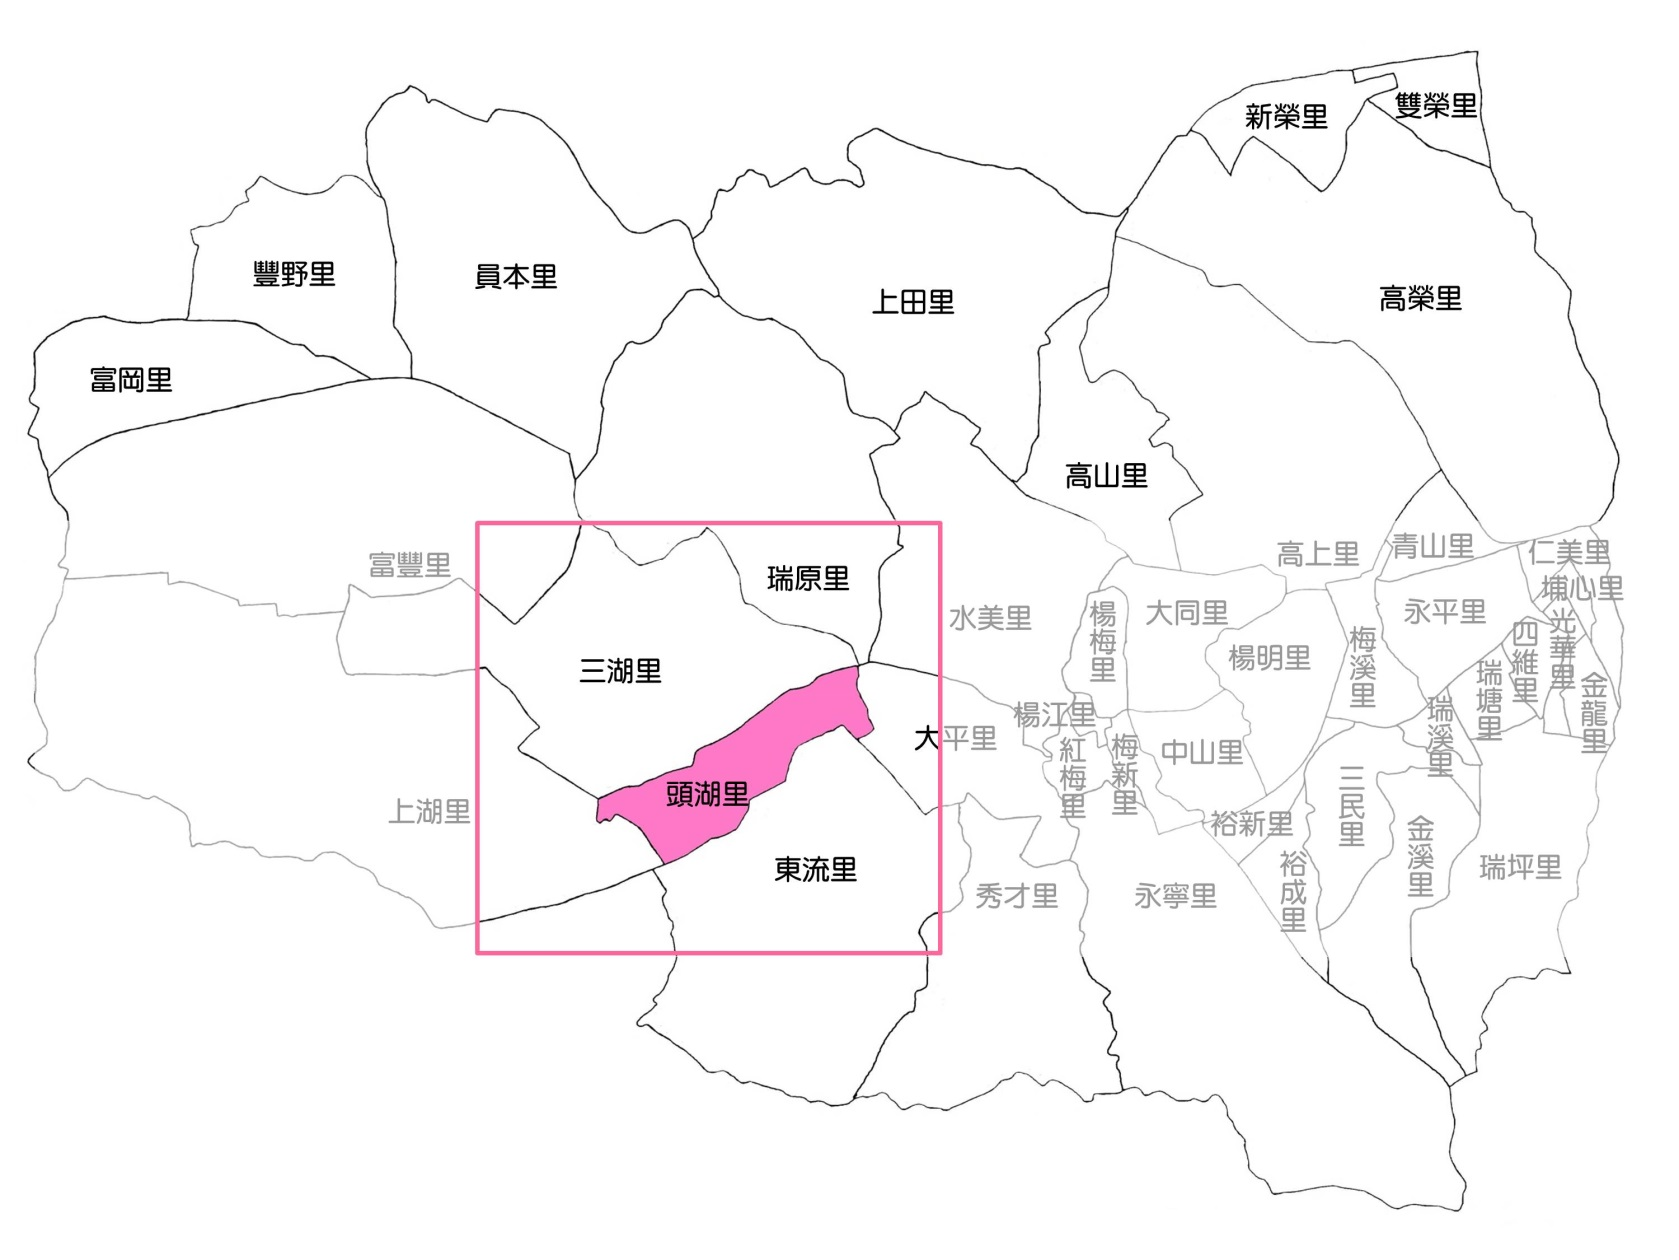 新榮里
雙榮里
豐野里
員本里
上田里
高榮里
富岡里
高山里
富豐里
瑞原里
高上里
青山里
仁美里
埔心里
水美里
楊梅里
大同里
永平里
三湖里
楊明里
梅溪里
四維里
光華里
瑞塘里
金龍里
楊江里
大平里
紅梅里
梅新里
中山里
瑞溪里
上湖里
頭湖里
裕新里
三民里
金溪里
東流里
秀才里
永寧里
裕成里
瑞坪里